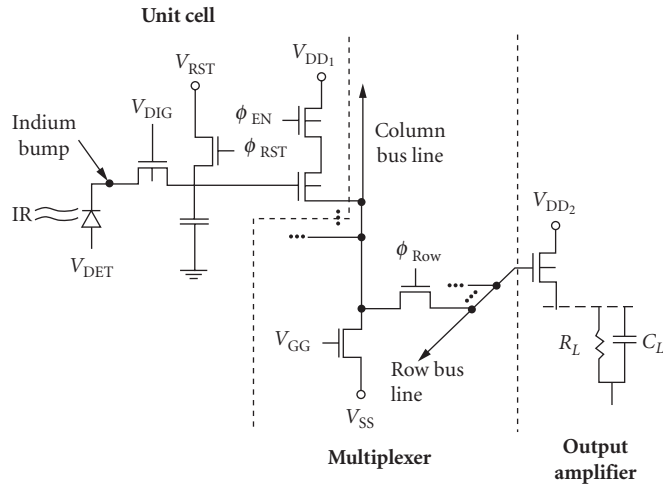 Unit cell
V_DD1
V_RST
ϕ_EN
V_DIG
Indium
bump
ϕ_RST
Column
bus line
IR
V_DET
V_DD2
ϕ_Row
V_GG
R_L
C_L
Row bus
line
V_SS
Multiplexer
Output
amplifier